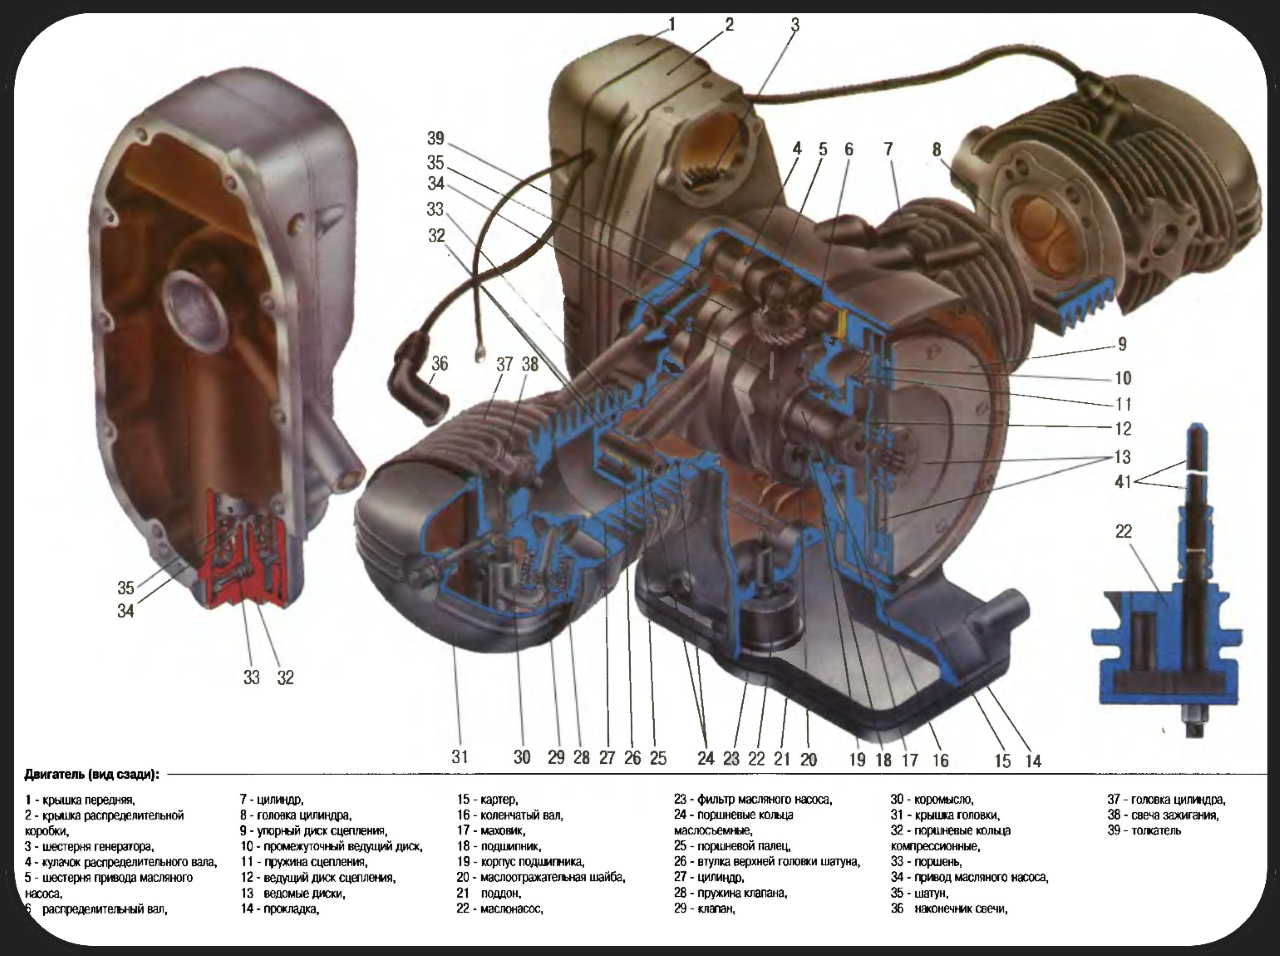 1 2 3
39 35 34 33 32
4 5 6 7 8
36 37 38
9
10
11
12
13
41
22
35
34
33 32
31 30 29 28 27 26 25 24 23 22 21 20 19 18 17 16 15 14
Двигатель (вид сзади):
1 - крышка передняя,
2 - крышка распределительной
коробки,
3 - шестерня генератора,
4 - кулачок распределительного вала,
5 - шестерня привода масляного
насоса,
6 распределительный вал,
7 - цилиндр,
8 - головка цилиндра,
9 - упорный диск сцепления,
10 - промежуточный ведущий диск,
11 - пружина сцепления,
12 - ведущий диск сцепления,
13 ведомые диски,
14 - прокладка,
15 - картер,
16 - коленчатый вал,
17 - маховик,
18 - подшипник,
19 - корпус подшипника,
20 - маслоотражательная шайба,
21 поддон,
22 - маслонасос,
23 - фильтр масляного насоса,
24 - поршневые кольца
маслосъемные,
25 - поршневой палец,
26 - втулка верхней головки шатуна,
27 - цилиндр,
28 - пружина клапана,
29 - клапан,
30 - коромысло,
31 - крышка головки,
32 - поршневые кольца
компрессионные,
33 - поршень,
34 - привод масляного насоса,
35 - шатун,
36 наконечник свечи,
37 - головка цилиндра,
38 - свеча зажигания,
39 - толкатель